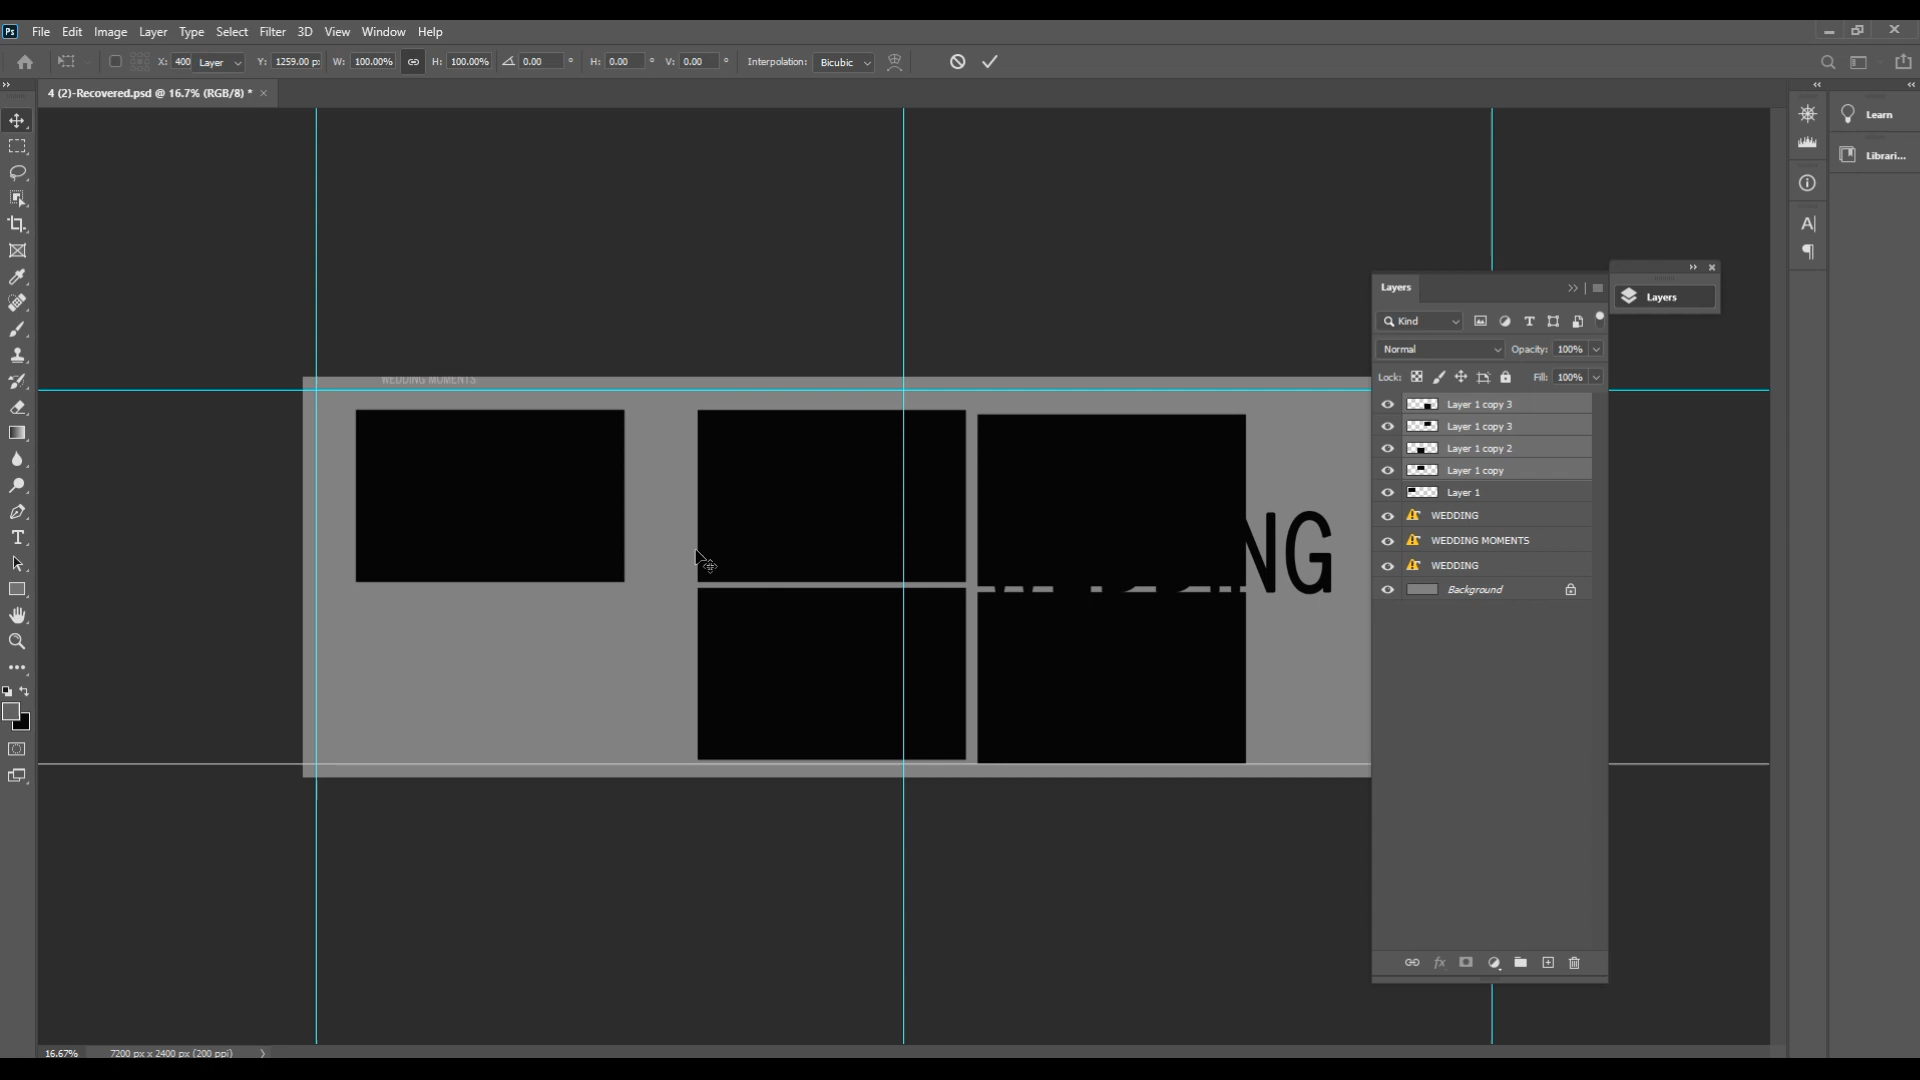 Ps File Edit Image Layer Type Select Filter 3D View Window Help
X: 400 Layer Y: 1259.00 p: W: 100.00% H: 100.00% 0.00 ° H: 0.00 ° V: 0.00 ° Interpolation: Bicubic
4 (2)-Recovered.psd @ 16.7% (RGB/8) * ×
Learn
Librari...
WEDDING MOMENTS
NG
Layers
Layers
Kind
Normal Opacity: 100%
Lock: Fill: 100%
Layer 1 copy 3
Layer 1 copy 3
Layer 1 copy 2
Layer 1 copy
Layer 1
WEDDING
WEDDING MOMENTS
WEDDING
Background
fx
16.67% 7200 px x 2400 px (200 ppi)